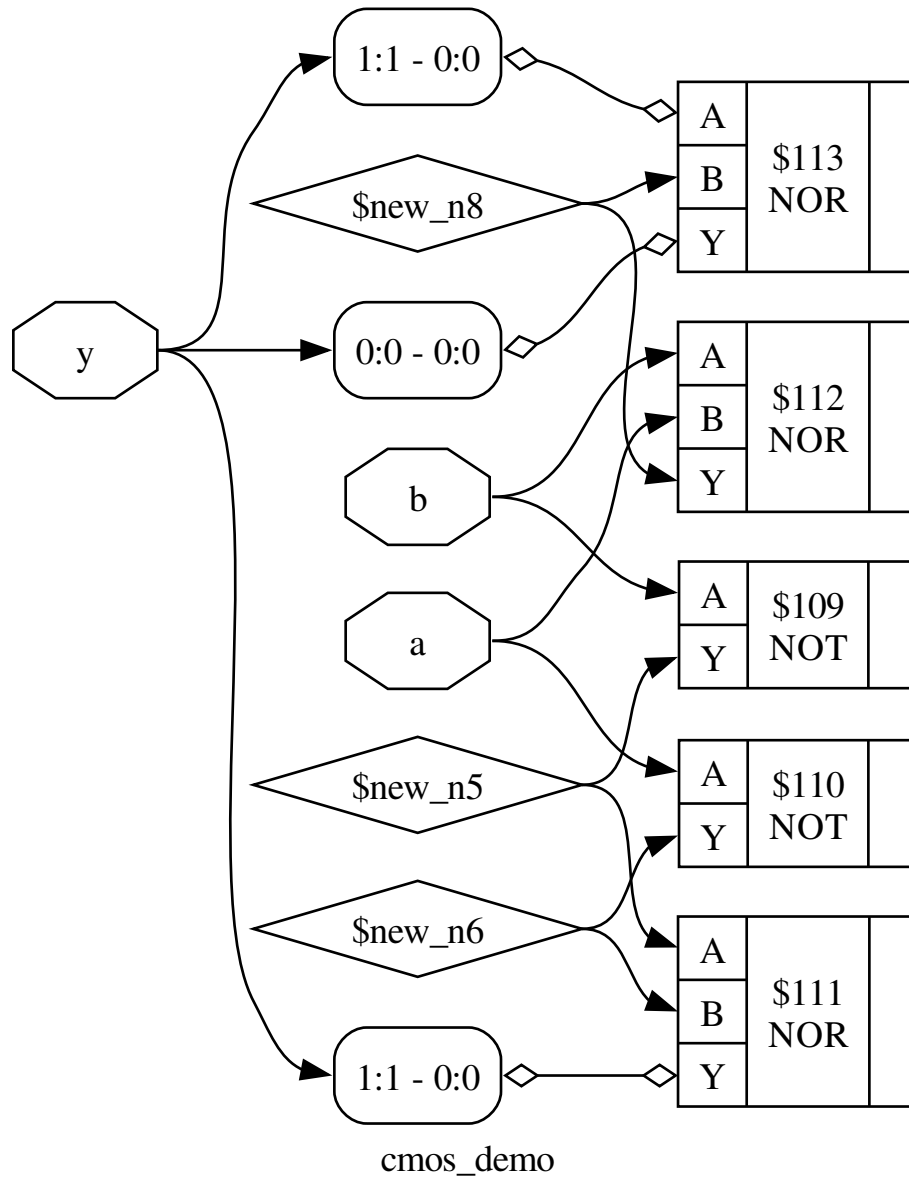 1:1 - 0:0
A
$113
NOR
B
Y
$new_n8
y
0:0 - 0:0
A
$112
NOR
B
Y
b
A
$109
NOT
Y
a
$new_n5
A
$110
NOT
Y
$new_n6
A
$111
NOR
B
Y
1:1 - 0:0
cmos_demo